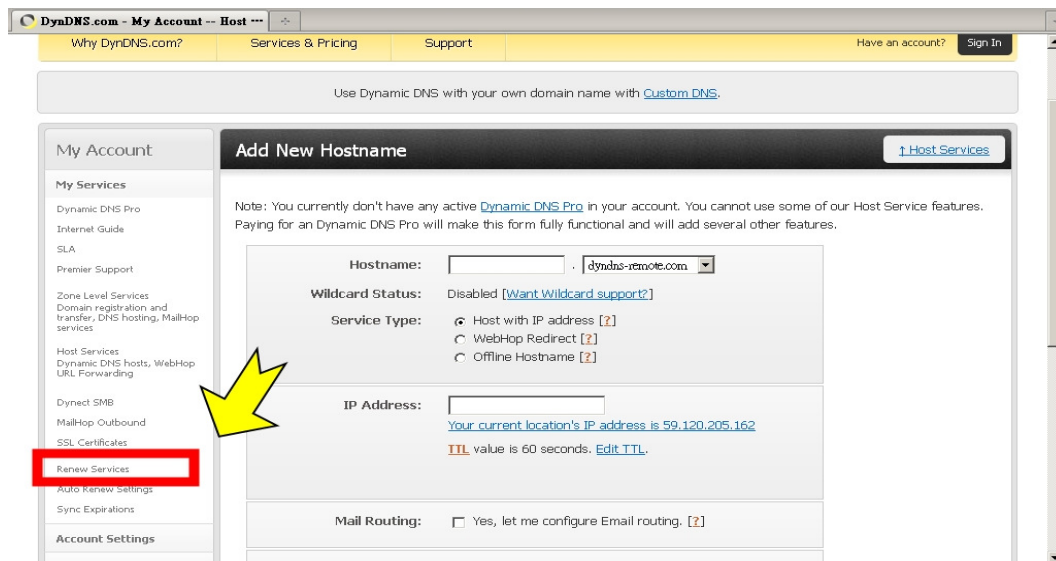 DynDNS.com - My Account -- Host ---
Why DynDNS.com?
Services & Pricing
Support
Have an account?
Sign In
Use Dynamic DNS with your own domain name with Custom DNS.
My Account
My Services
Dynamic DNS Pro
Internet Guide
SLA
Premier Support
Zone Level Services
Domain registration and
transfer, DNS hosting, MailHop
services
Host Services
Dynamic DNS hosts, WebHop
URL Forwarding
Dynect SMB
MailHop Outbound
SSL Certificates
Renew Services
Auto Renew Settings
Sync Expirations
Account Settings
Add New Hostname
↑ Host Services
Note: You currently don't have any active Dynamic DNS Pro in your account. You cannot use some of our Host Service features.
Paying for an Dynamic DNS Pro will make this form fully functional and will add several other features.
Hostname: . dyndns-remote.com
Wildcard Status: Disabled [Want Wildcard support?]
Service Type: Host with IP address [?]
WebHop Redirect [?]
Offline Hostname [?]
IP Address:
Your current location's IP address is 59.120.205.162
TTL value is 60 seconds. Edit TTL.
Mail Routing: Yes, let me configure Email routing. [?]